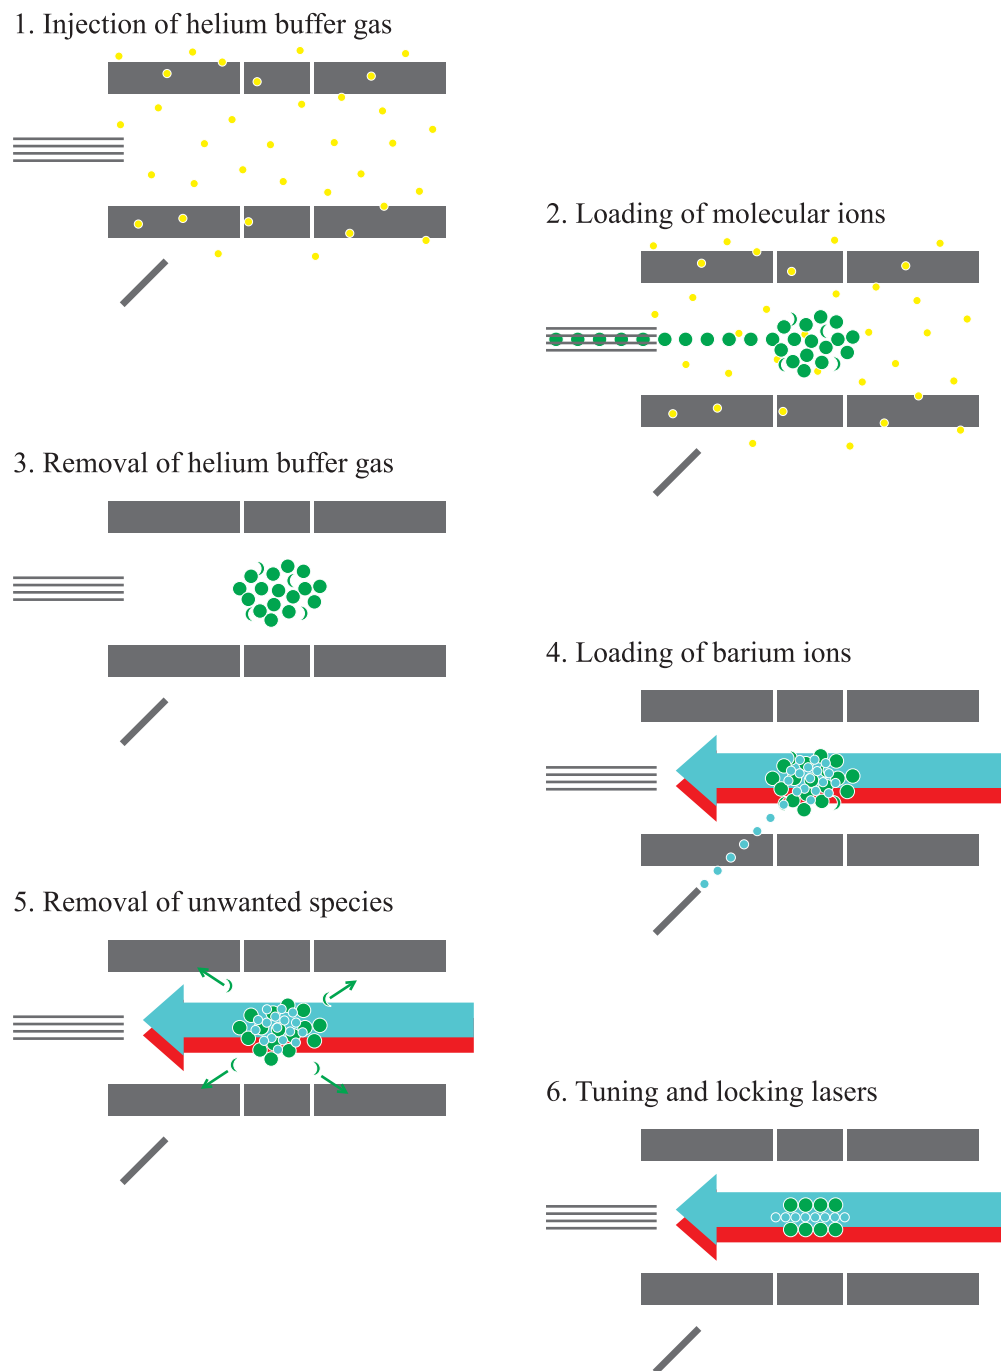 1. Injection of helium buffer gas
2. Loading of molecular ions
3. Removal of helium buffer gas
4. Loading of barium ions
5. Removal of unwanted species
6. Tuning and locking lasers